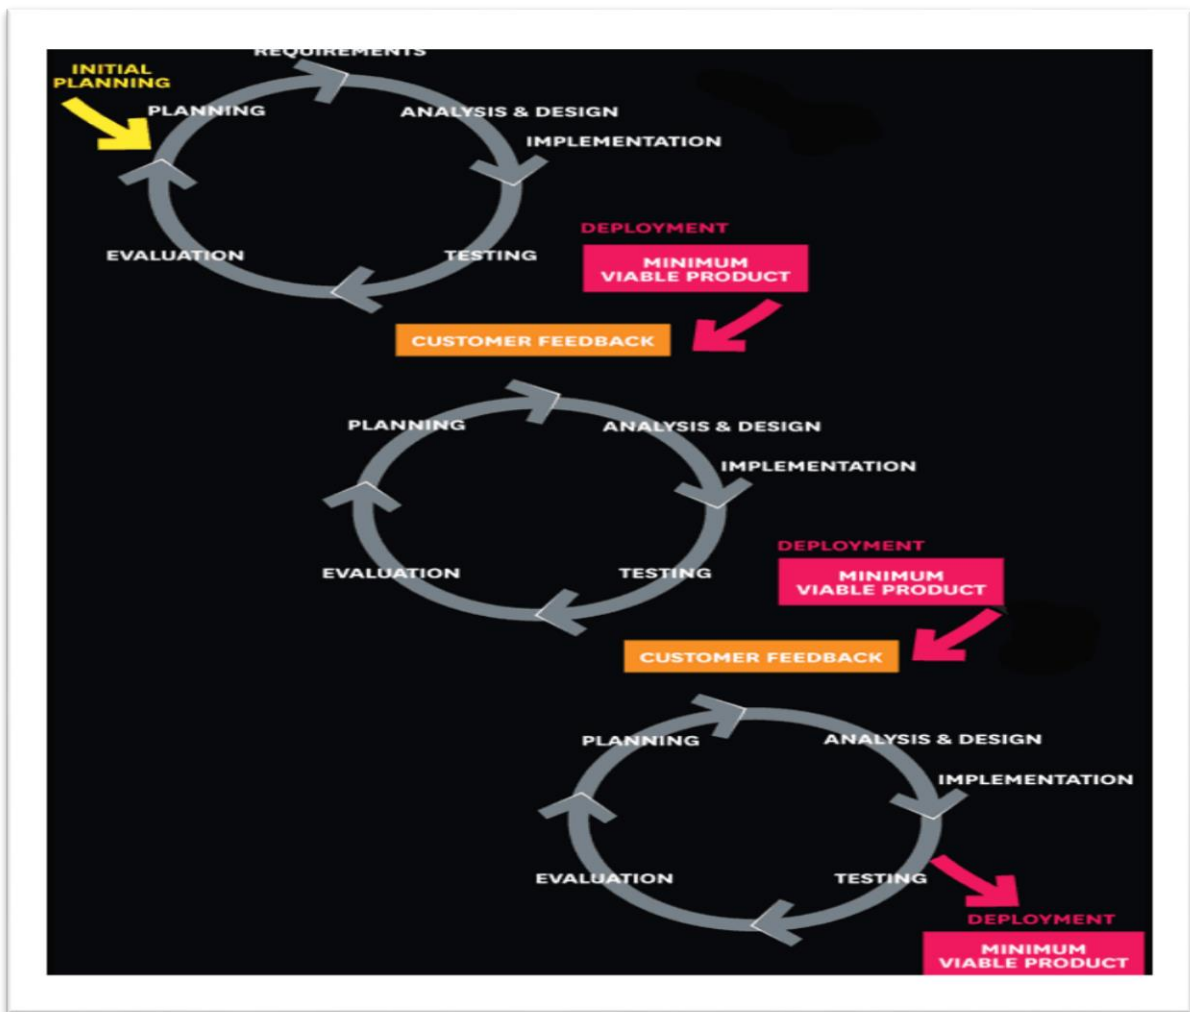 REQUIREMENTS
INITIAL
PLANNING
PLANNING
ANALYSIS & DESIGN
IMPLEMENTATION
DEPLOYMENT
MINIMUM
VIABLE PRODUCT
EVALUATION
TESTING
CUSTOMER FEEDBACK
PLANNING
ANALYSIS & DESIGN
IMPLEMENTATION
DEPLOYMENT
MINIMUM
VIABLE PRODUCT
EVALUATION
TESTING
CUSTOMER FEEDBACK
PLANNING
ANALYSIS & DESIGN
IMPLEMENTATION
EVALUATION
TESTING
DEPLOYMENT
MINIMUM
VIABLE PRODUCT